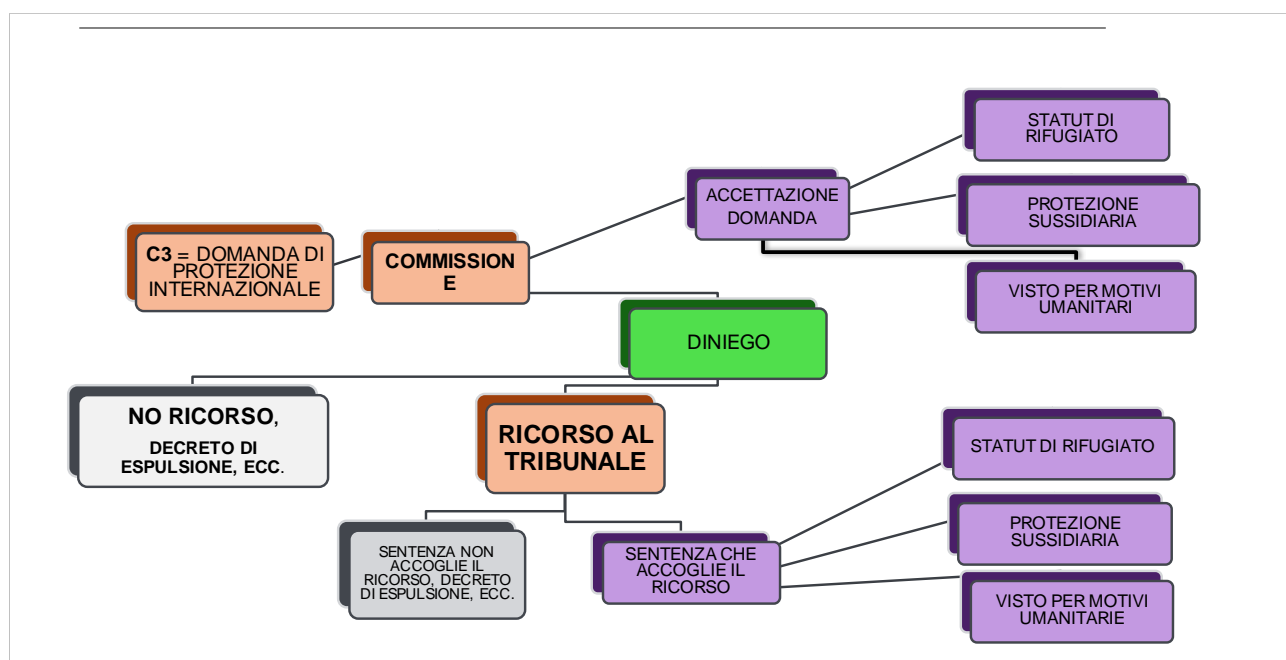 STATUT DI
RIFUGIATO
ACCETTAZIONE
DOMANDA
PROTEZIONE
SUSSIDIARIA
C3 = DOMANDA DI
PROTEZIONE
INTERNAZIONALE
COMMISSION
E
VISTO PER MOTIVI
UMANITARI
DINIEGO
NO RICORSO,
DECRETO DI
ESPULSIONE, ECC.
RICORSO AL
TRIBUNALE
STATUT DI RIFUGIATO
SENTENZA NON
ACCOGLIE IL
RICORSO, DECRETO
DI ESPULSIONE, ECC.
SENTENZA CHE
ACCOGLIE IL
RICORSO
PROTEZIONE
SUSSIDIARIA
VISTO PER MOTIVI
UMANITARIE